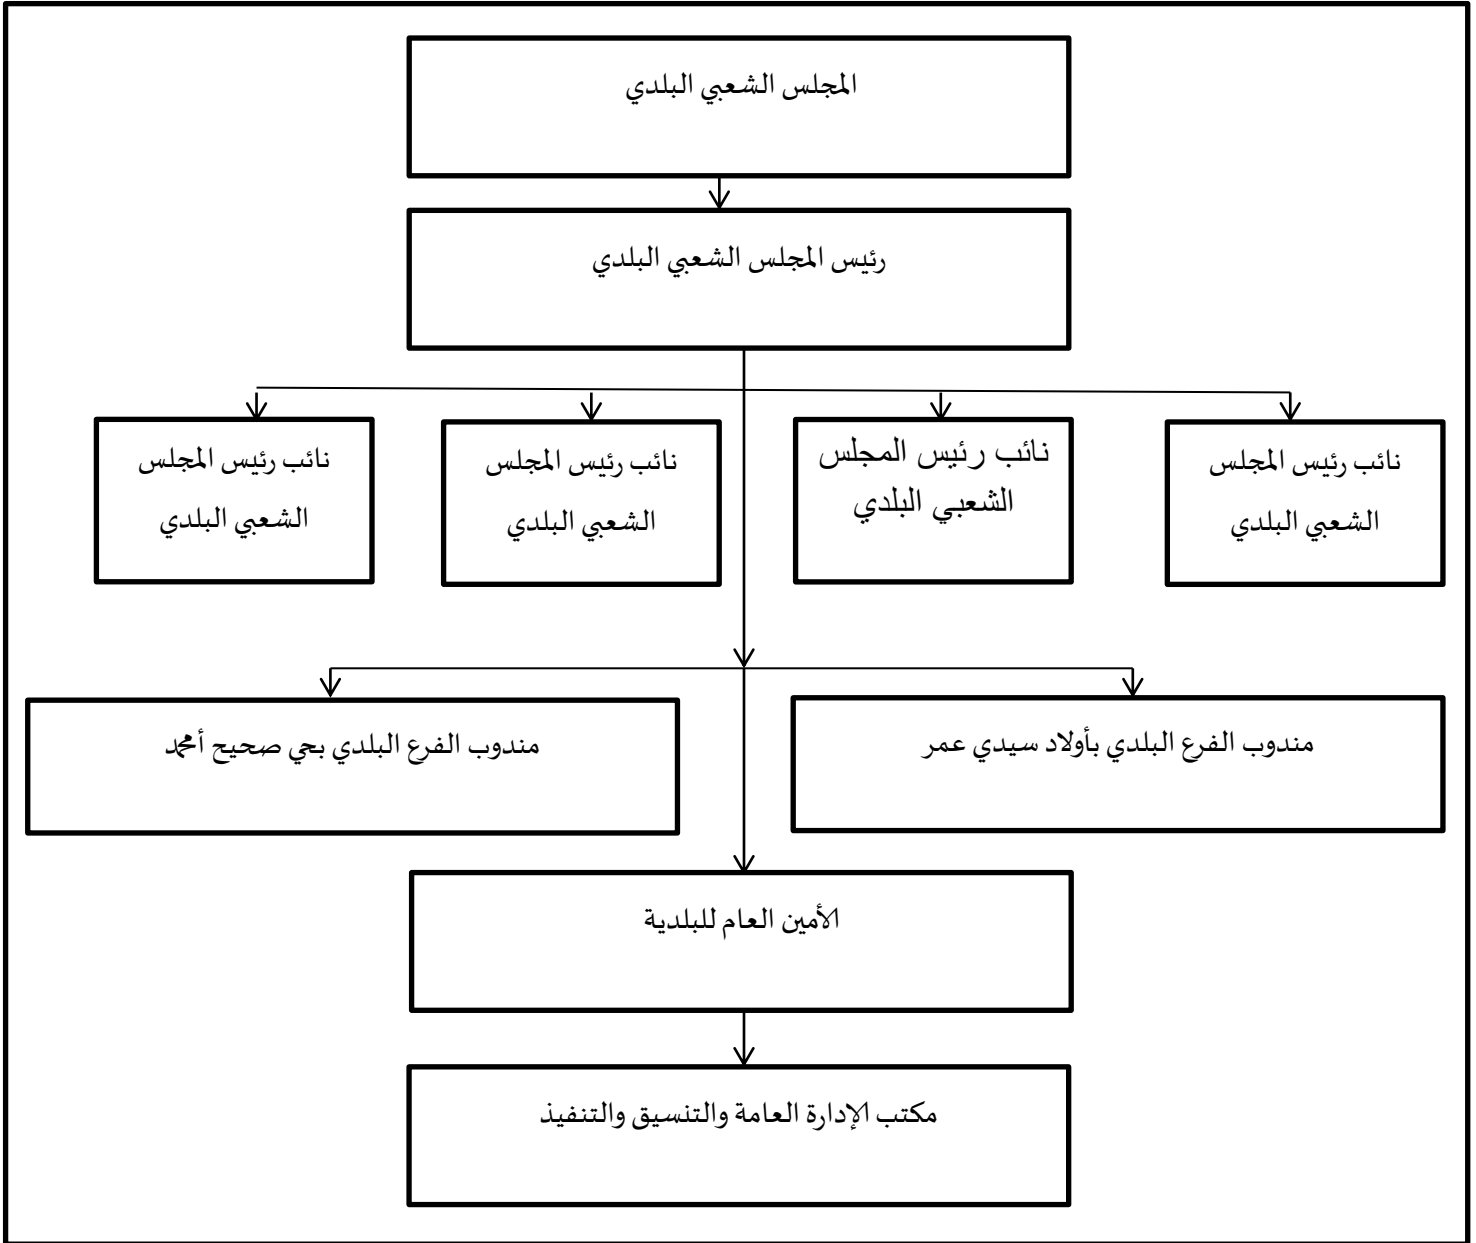 المجلس الشعبي البلدي
رئيس المجلس الشعبي البلدي
نائب رئيس المجلس
الشعبي البلدي
نائب رئيس المجلس
الشعبي البلدي
نائب رئيس المجلس
الشعبي البلدي
نائب رئيس المجلس
الشعبي البلدي
مندوب الفرع البلدي بأولاد سيدي عمر
مندوب الفرع البلدي بحي صحيح أمحمد
الأمين العام للبلدية
مكتب الإدارة العامة والتنسيق والتنفيذ